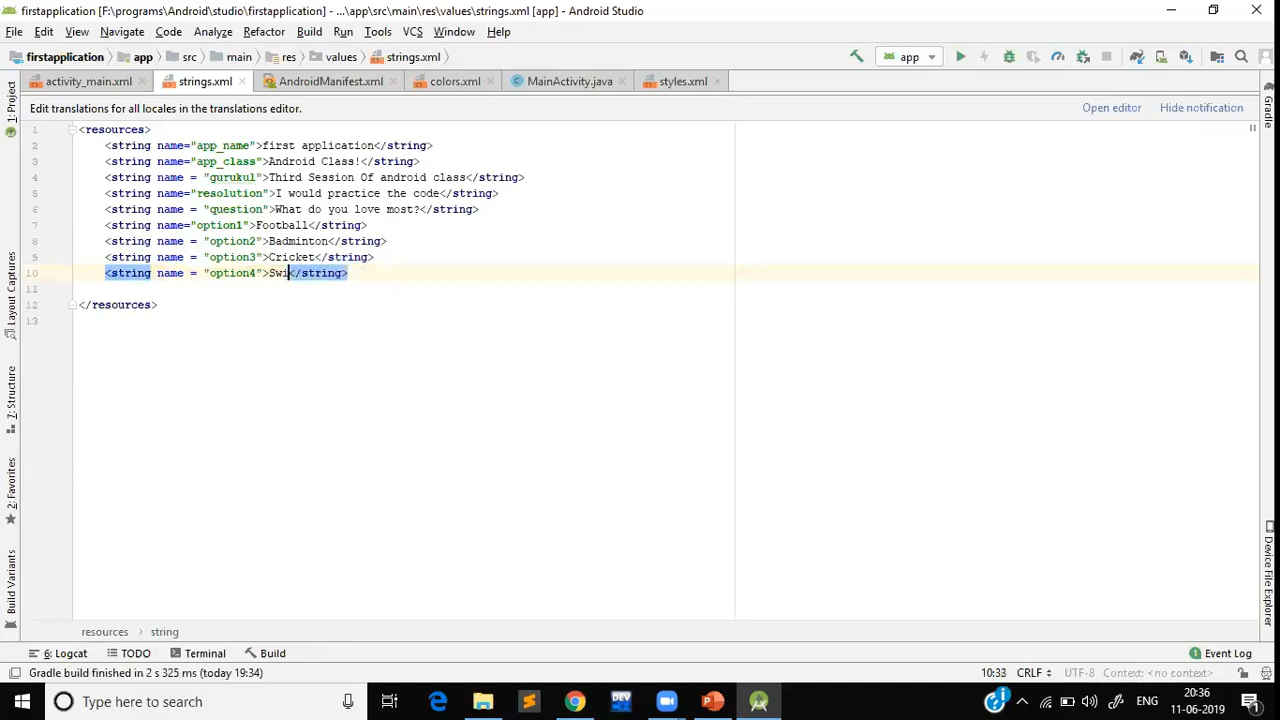 firstapplication [F:\programs\Android\studio\firstapplication] - ...\app\src\main\res\values\strings.xml [app] - Android Studio
File Edit View Navigate Code Analyze Refactor Build Run Tools VCS Window Help
firstapplication app src main res values strings.xml app
activity_main.xml strings.xml AndroidManifest.xml colors.xml MainActivity.java styles.xml
Edit translations for all locales in the translations editor. Open editor Hide notification
1 <resources>
2 <string name="app_name">first application</string>
3 <string name="app_class">Android Class!</string>
4 <string name = "gurukul">Third Session Of android class</string>
5 <string name="resolution">I would practice the code</string>
6 <string name = "question">What do you love most?</string>
7 <string name="option1">Football</string>
8 <string name = "option2">Badminton</string>
9 <string name = "option3">Cricket</string>
10 <string name = "option4">Swi</string>
11
12 </resources>
13
1: Project
Layout Captures
7: Structure
2: Favorites
Build Variants
Gradle
Device File Explorer
resources string
6: Logcat TODO Terminal Build 1 Event Log
Gradle build finished in 2 s 325 ms (today 19:34) 10:33 CRLF UTF-8 Context: <no context>
Type here to search DEV ENG 20:36
11-06-2019 1